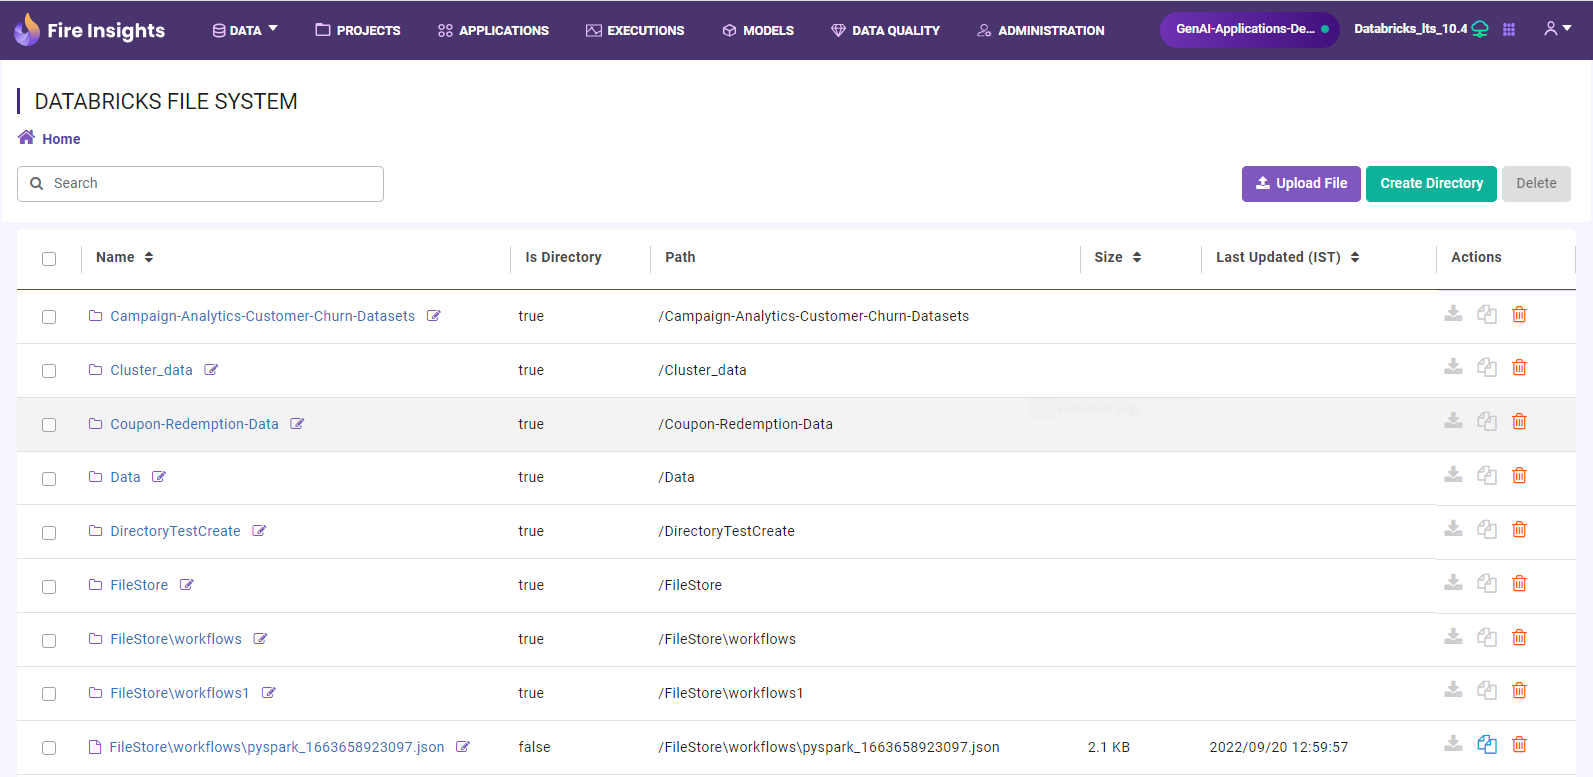 Fire Insights DATA PROJECTS APPLICATIONS EXECUTIONS MODELS DATA QUALITY ADMINISTRATION GenAI-Applications-De... Databricks_lts_10.4
DATABRICKS FILE SYSTEM
Home
Search Upload File Create Directory Delete
Name Is Directory Path Size Last Updated (IST) Actions
Campaign-Analytics-Customer-Churn-Datasets true /Campaign-Analytics-Customer-Churn-Datasets
Cluster_data true /Cluster_data
Free-form Snip
Coupon-Redemption-Data true /Coupon-Redemption-Data
Data true /Data
DirectoryTestCreate true /DirectoryTestCreate
FileStore true /FileStore
FileStore\workflows true /FileStore\workflows
FileStore\workflows1 true /FileStore\workflows1
FileStore\workflows\pyspark_1663658923097.json false /FileStore\workflows\pyspark_1663658923097.json 2.1 KB 2022/09/20 12:59:57